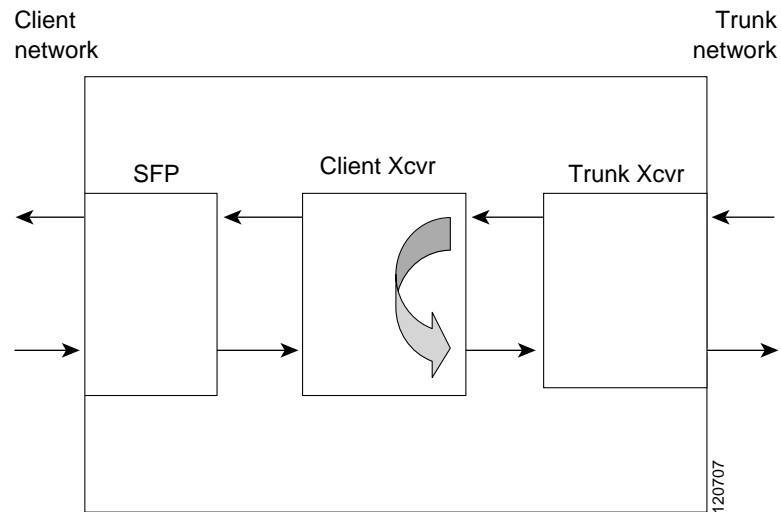 Client
network
Trunk
network
SFP
Client Xcvr
Trunk Xcvr
120707